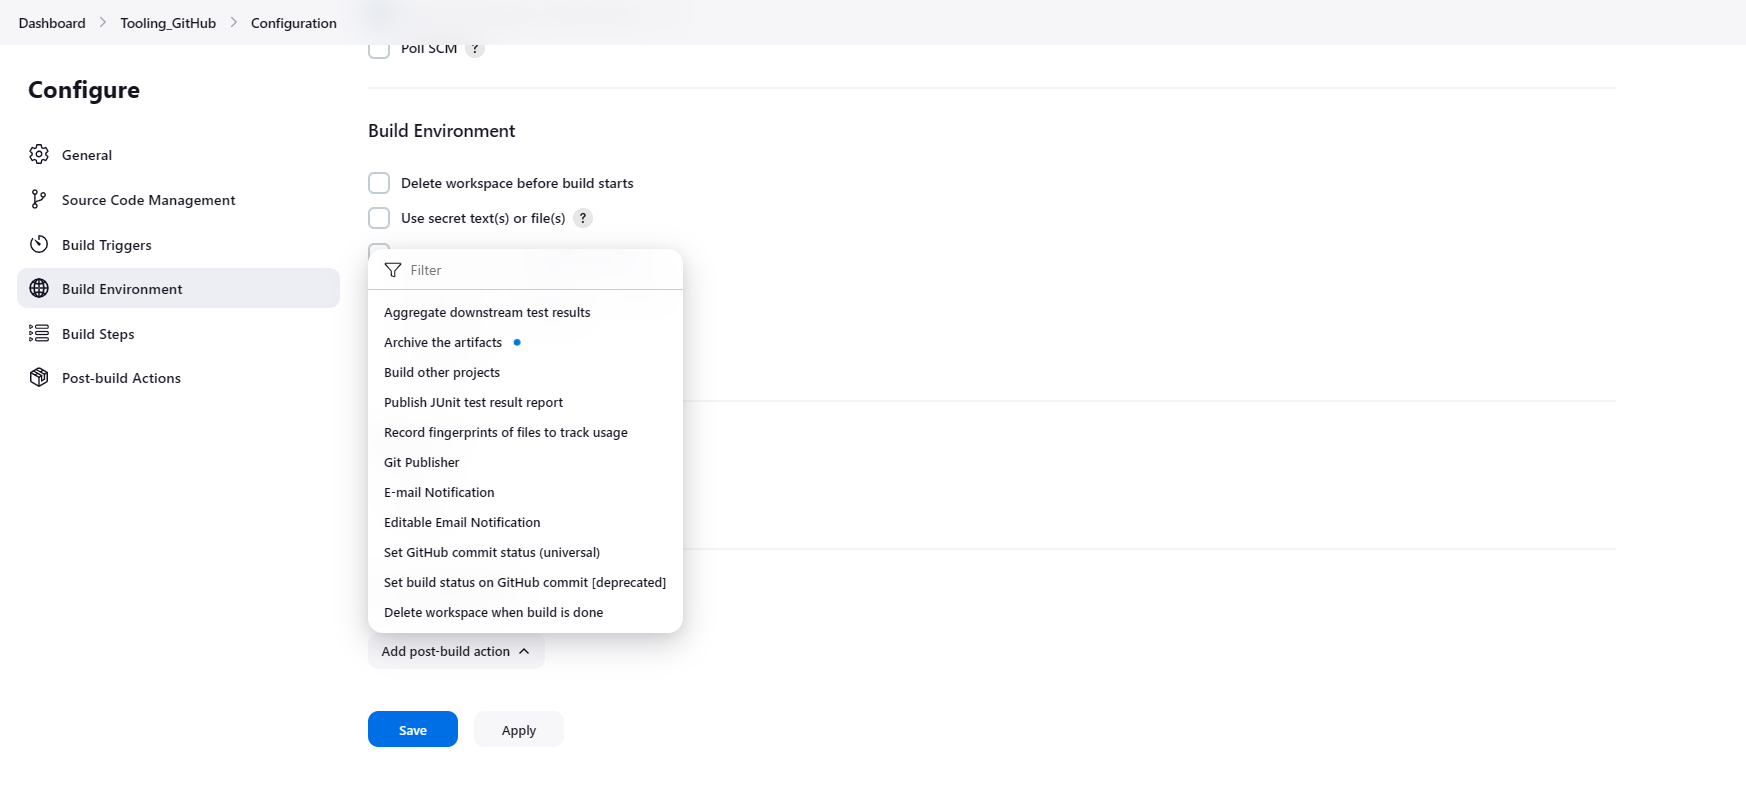 Dashboard > Tooling_GitHub > Configuration
Configure
General
Source Code Management
Build Triggers
Build Environment
Build Steps
Post-build Actions
Poll SCM ?
Build Environment
Delete workspace before build starts
Use secret text(s) or file(s) ?
Filter
Aggregate downstream test results
Archive the artifacts
Build other projects
Publish JUnit test result report
Record fingerprints of files to track usage
Git Publisher
E-mail Notification
Editable Email Notification
Set GitHub commit status (universal)
Set build status on GitHub commit [deprecated]
Delete workspace when build is done
Add post-build action
Save
Apply